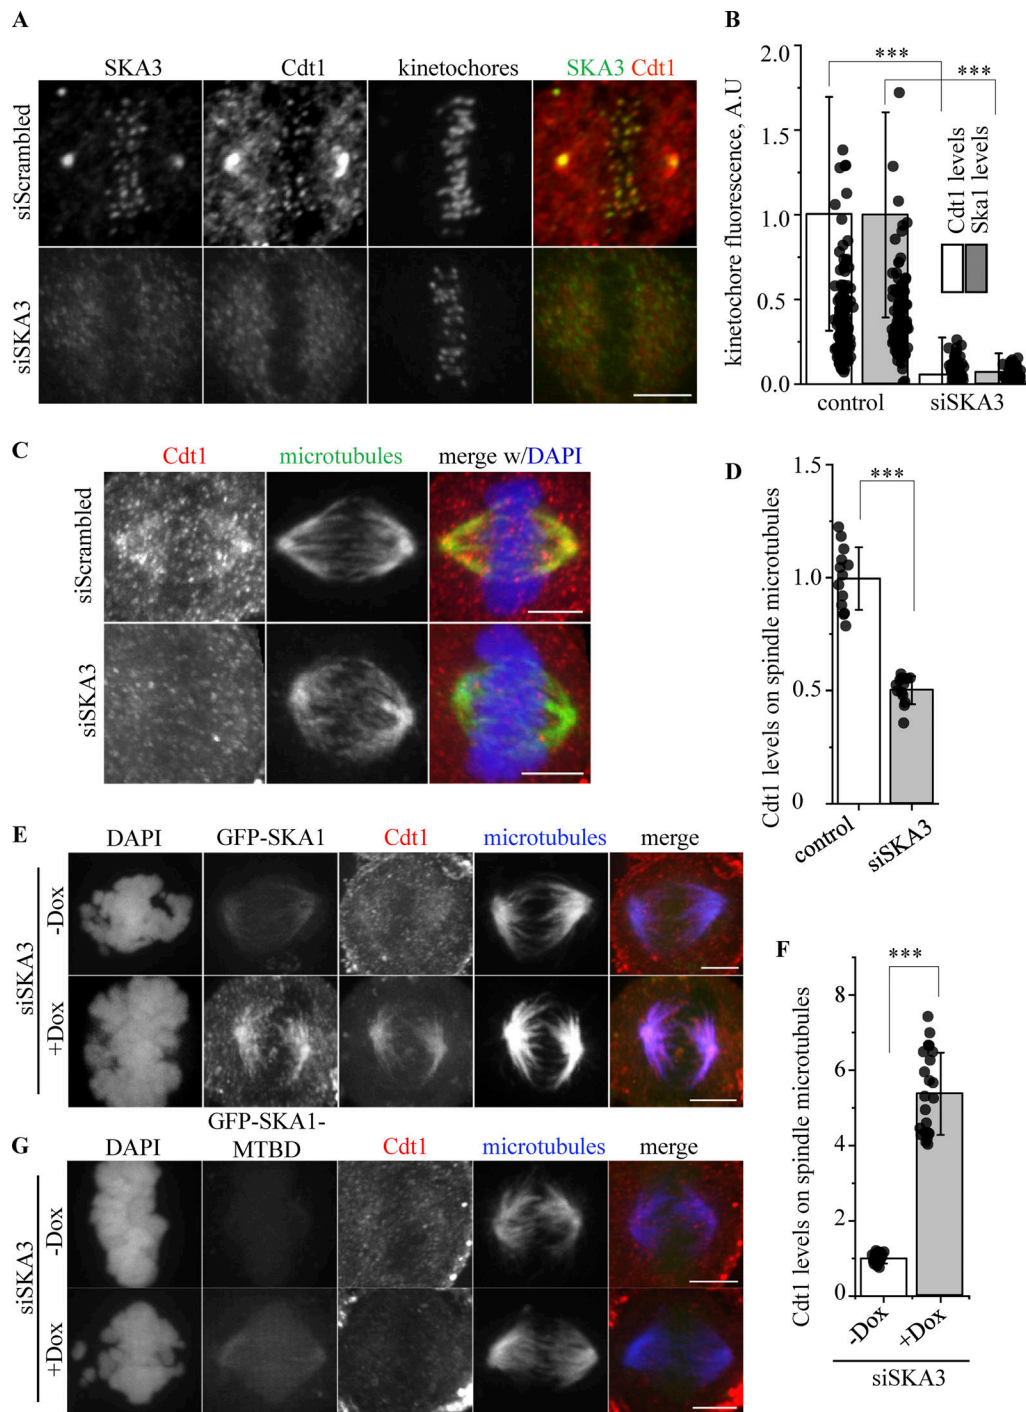 A
SKA3 Cdt1 kinetochores SKA3 Cdt1
siScrambled
siSKA3
B
kinetochore fluorescence, A.U
2.0
1.5
1.0
0.5
0.0
***
***
Cdt1 levels
Ska1 levels
control siSKA3
C
Cdt1 microtubules merge w/DAPI
siScrambled
siSKA3
D
Cdt1 levels on spindle microtubules
1.5
1.0
0.5
0
***
control siSKA3
E
DAPI GFP-SKA1 Cdt1 microtubules merge
siSKA3
-Dox
+Dox
F
Cdt1 levels on spindle microtubules
8
6
4
2
0
***
-Dox +Dox
siSKA3
G
DAPI GFP-SKA1-
MTBD Cdt1 microtubules merge
siSKA3
-Dox
+Dox